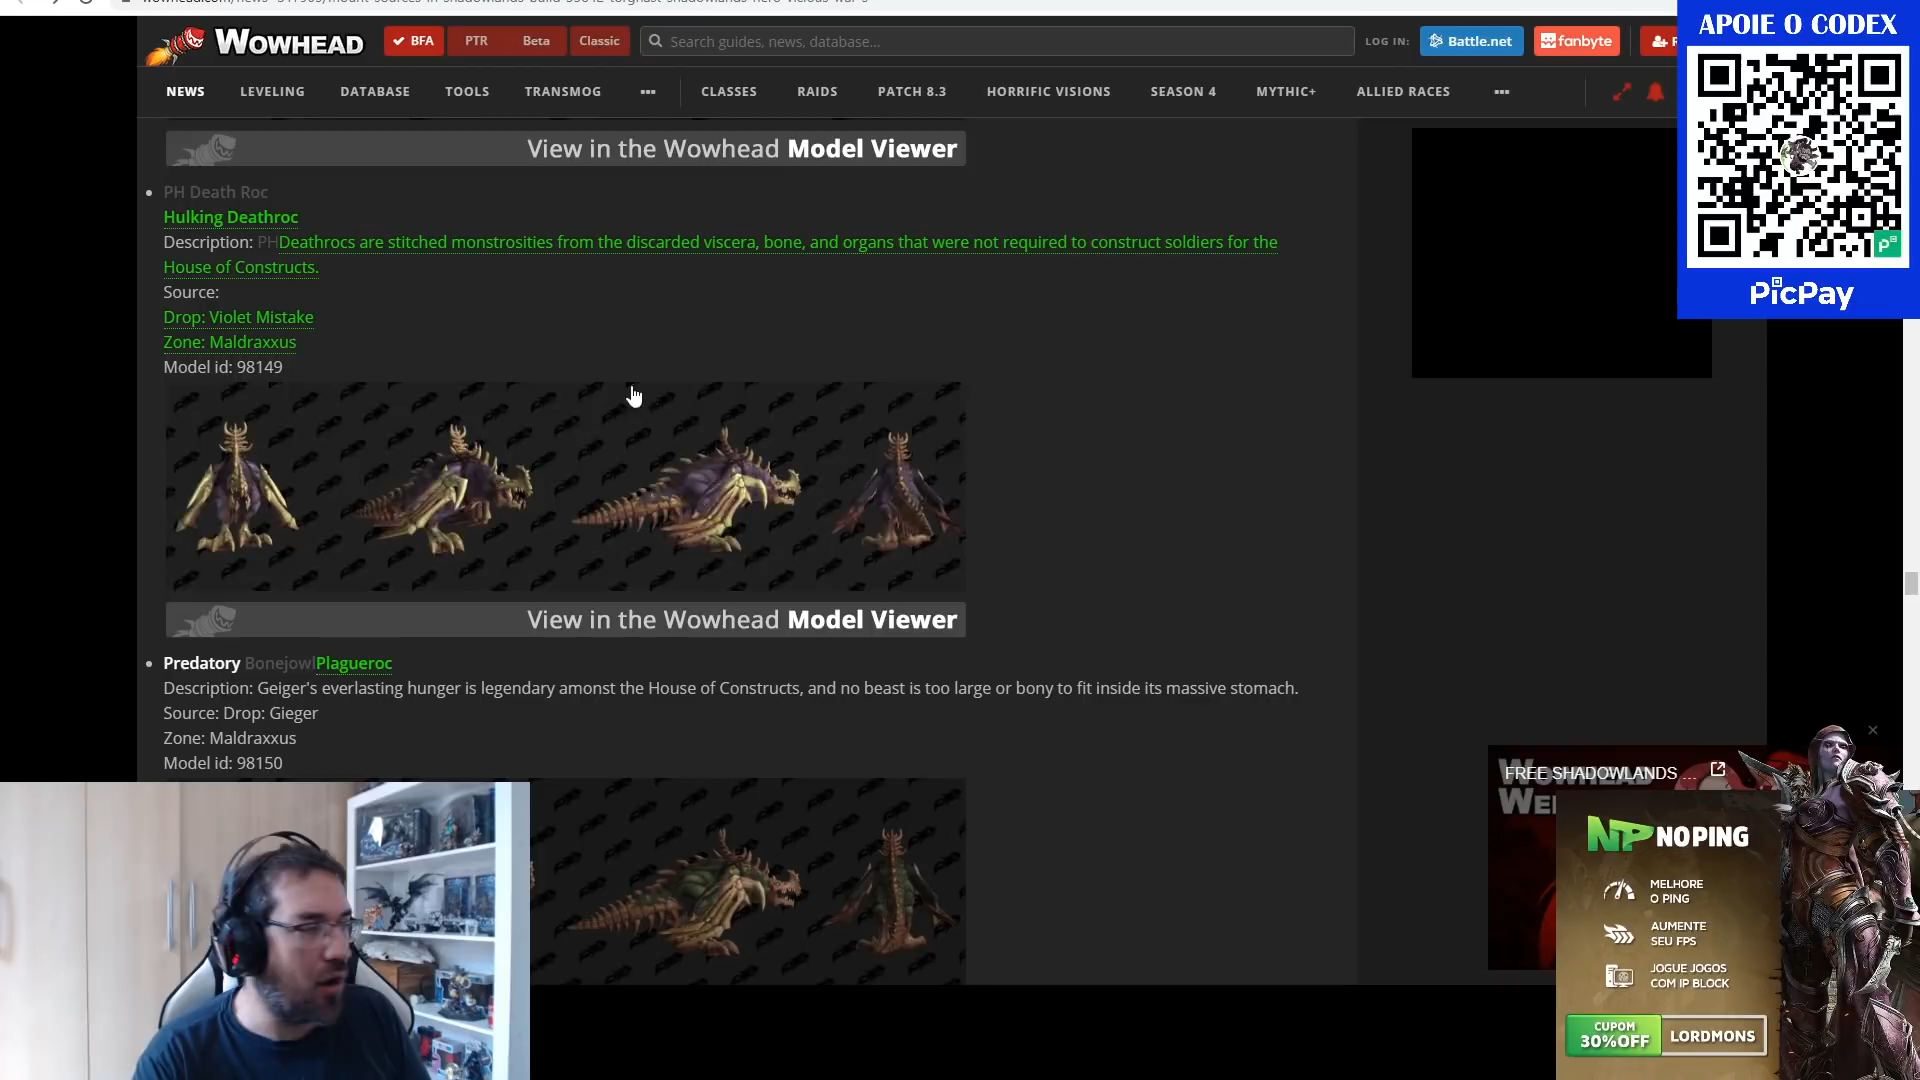 APOIE O CODEX
WOWHEAD
BFA
PTR
Beta
Classic
Search guides, news, database...
LOG IN:
Battle.net
fanbyte
NEWS
LEVELING
DATABASE
TOOLS
TRANSMOG
CLASSES
RAIDS
PATCH 8.3
HORRIFIC VISIONS
SEASON 4
MYTHIC+
ALLIED RACES
PicPay
View in the Wowhead Model Viewer
PH Death Roc
Hulking Deathroc
Description: PHDeathrocs are stitched monstrosities from the discarded viscera, bone, and organs that were not required to construct soldiers for the
House of Constructs.
Source:
Drop: Violet Mistake
Zone: Maldraxxus
Model id: 98149
View in the Wowhead Model Viewer
Predatory BonejowlPlagueroc
Description: Geiger's everlasting hunger is legendary amonst the House of Constructs, and no beast is too large or bony to fit inside its massive stomach.
Source: Drop: Gieger
Zone: Maldraxxus
Model id: 98150
FREE SHADOWLANDS ...
NP NOPING
MELHORE
O PING
AUMENTE
SEU FPS
JOGUE JOGOS
COM IP BLOCK
CUPOM
30%OFF
LORDMONS